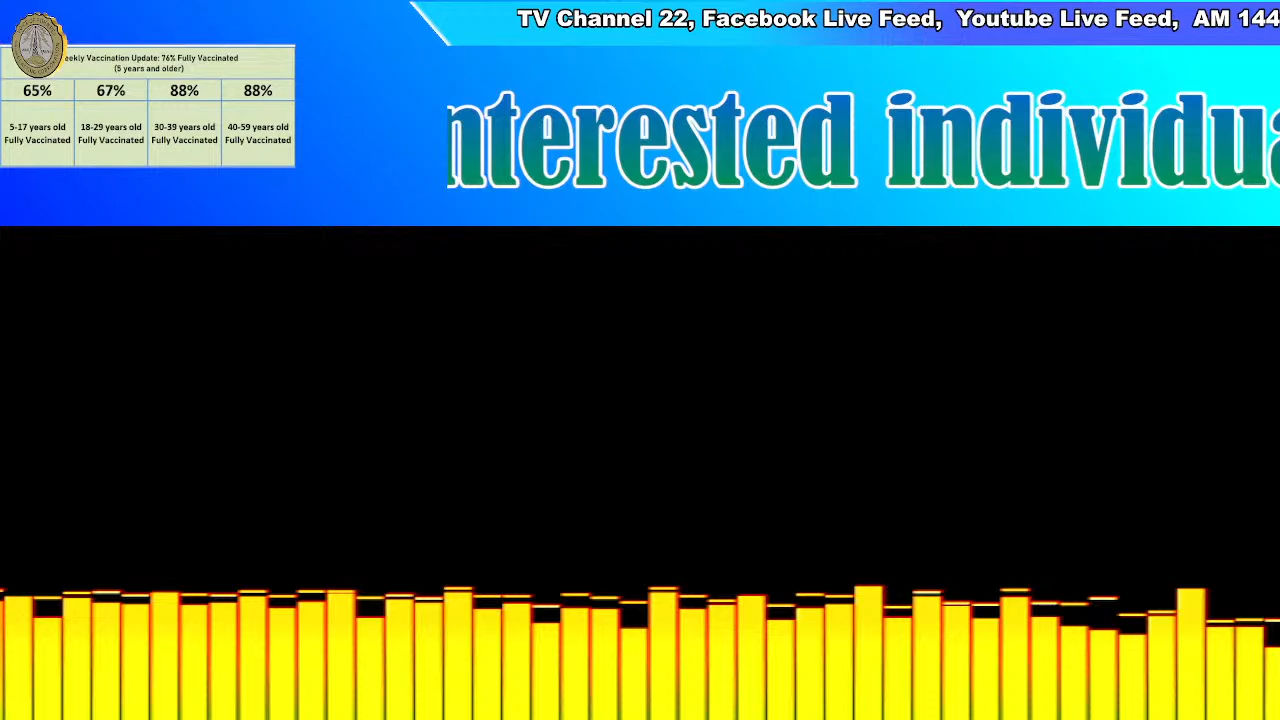 TV Channel 22, Facebook Live Feed, Youtube Live Feed, AM 144
eekly Vaccination Update: 76% Fully Vaccinated
(5 years and older)
65% 67% 88% 88%
5-17 years old 18-29 years old 30-39 years old 40-59 years old
Fully Vaccinated Fully Vaccinated Fully Vaccinated Fully Vaccinated
nterested individua